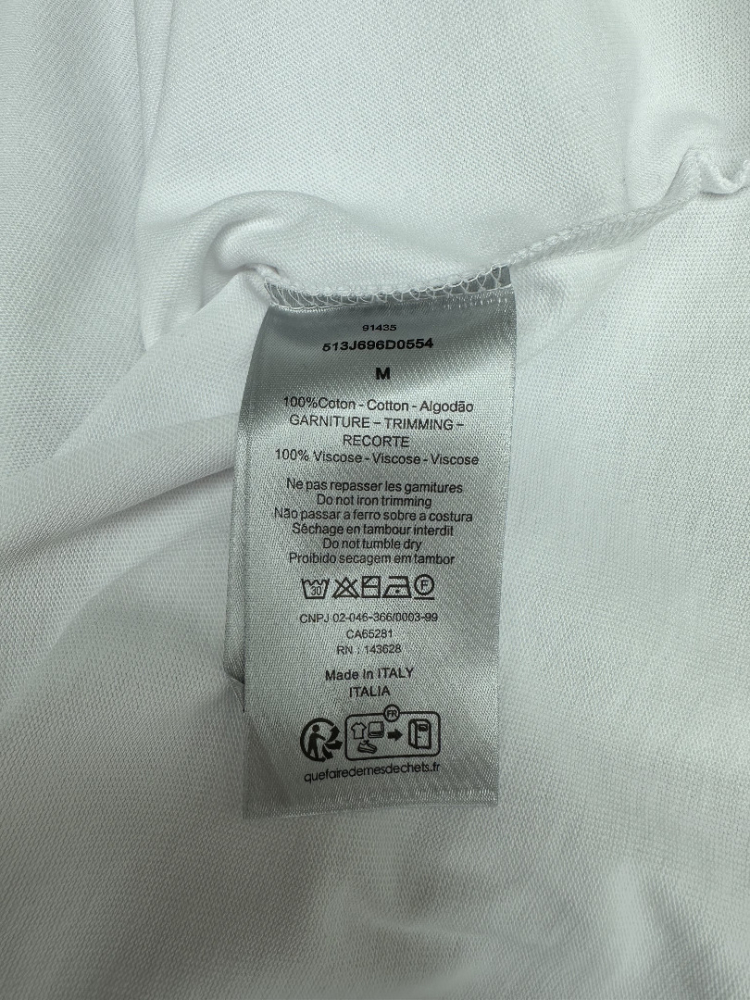 91435
513J696D0554
M
100%Coton - Cotton - Algodão
GARNITURE - TRIMMING -
RECORTE
100% Viscose - Viscose - Viscose
Ne pas repasser les garnitures
Do not iron trimming
Não passar a ferro sobre a costura
Séchage en tambour interdit
Do not tumble dry
Proibido secagem em tambor
30 F
CNPJ 02-046-366/0003-99
CA65281
RN : 143628
Made In ITALY
ITALIA
FR
quefairedemesdechets.fr